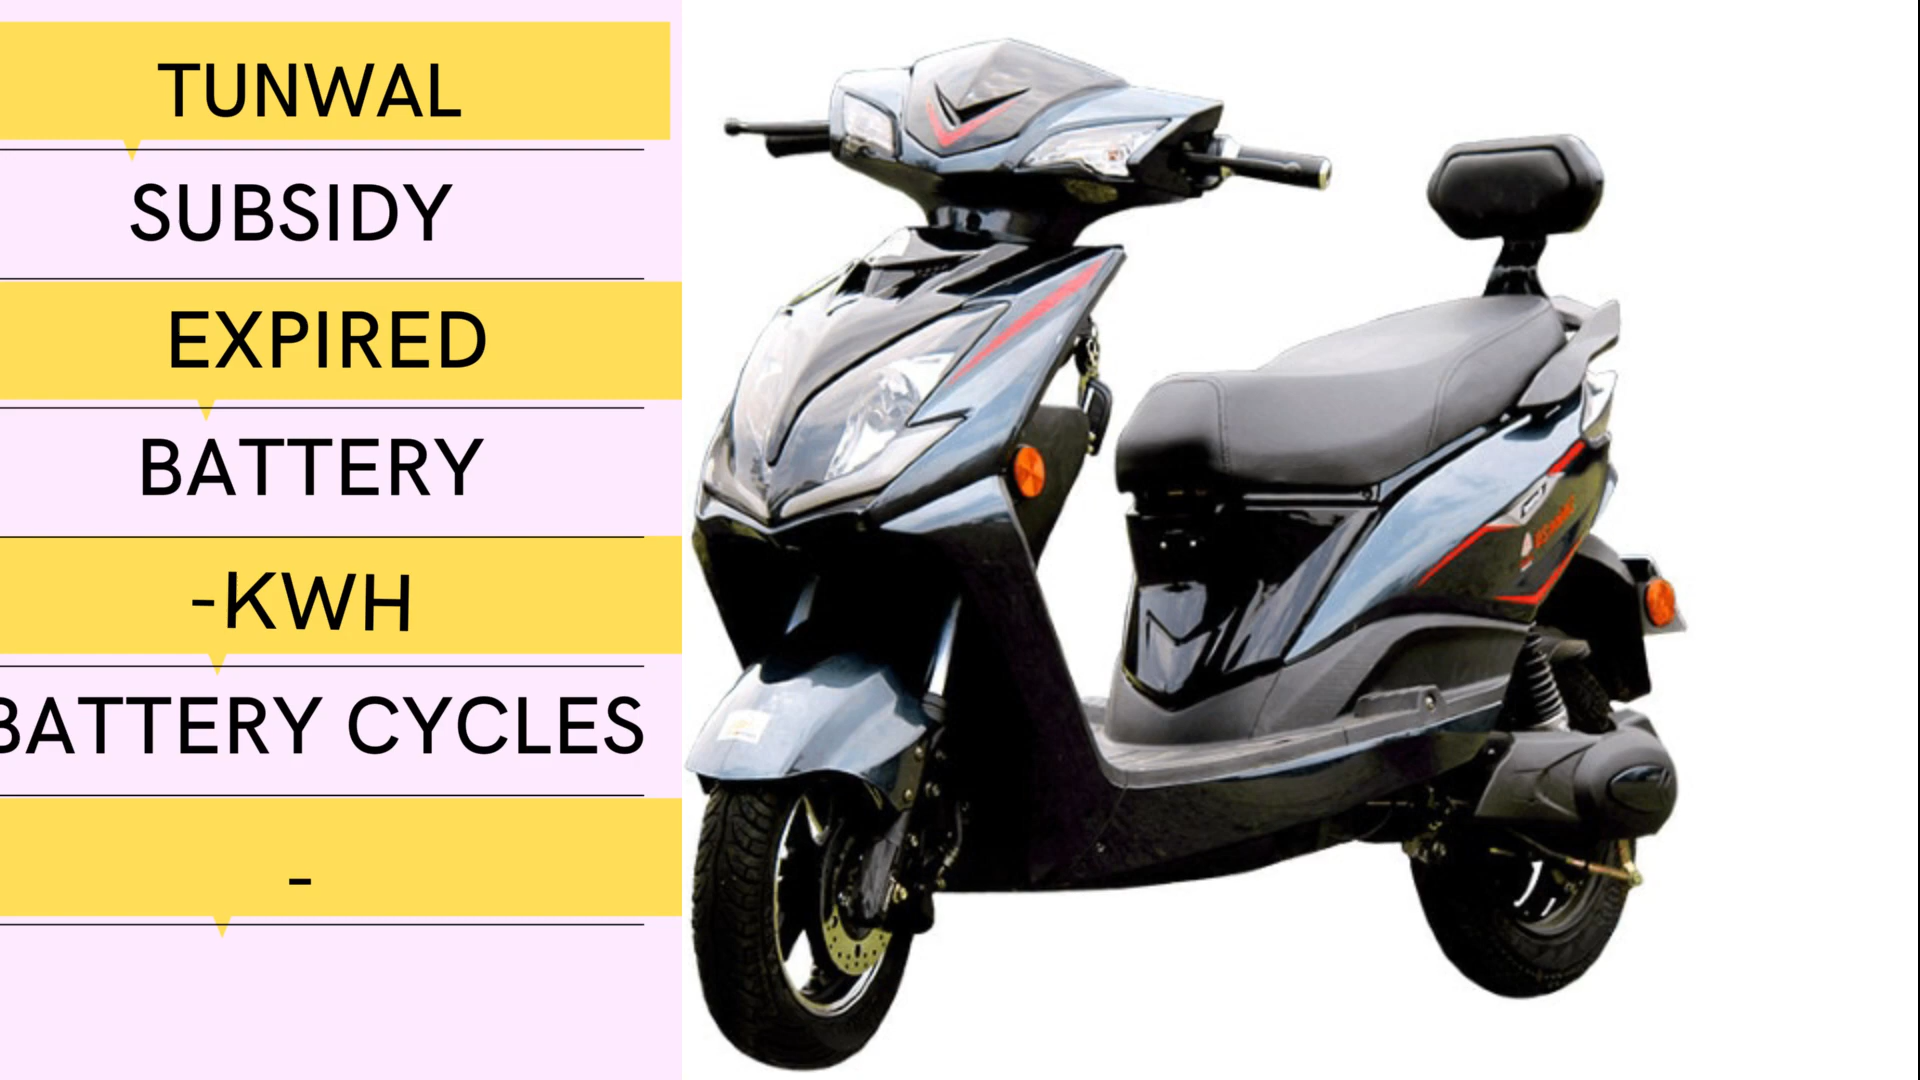 TUNWAL
SUBSIDY
EXPIRED
BATTERY
-KWH
BATTERY CYCLES
-